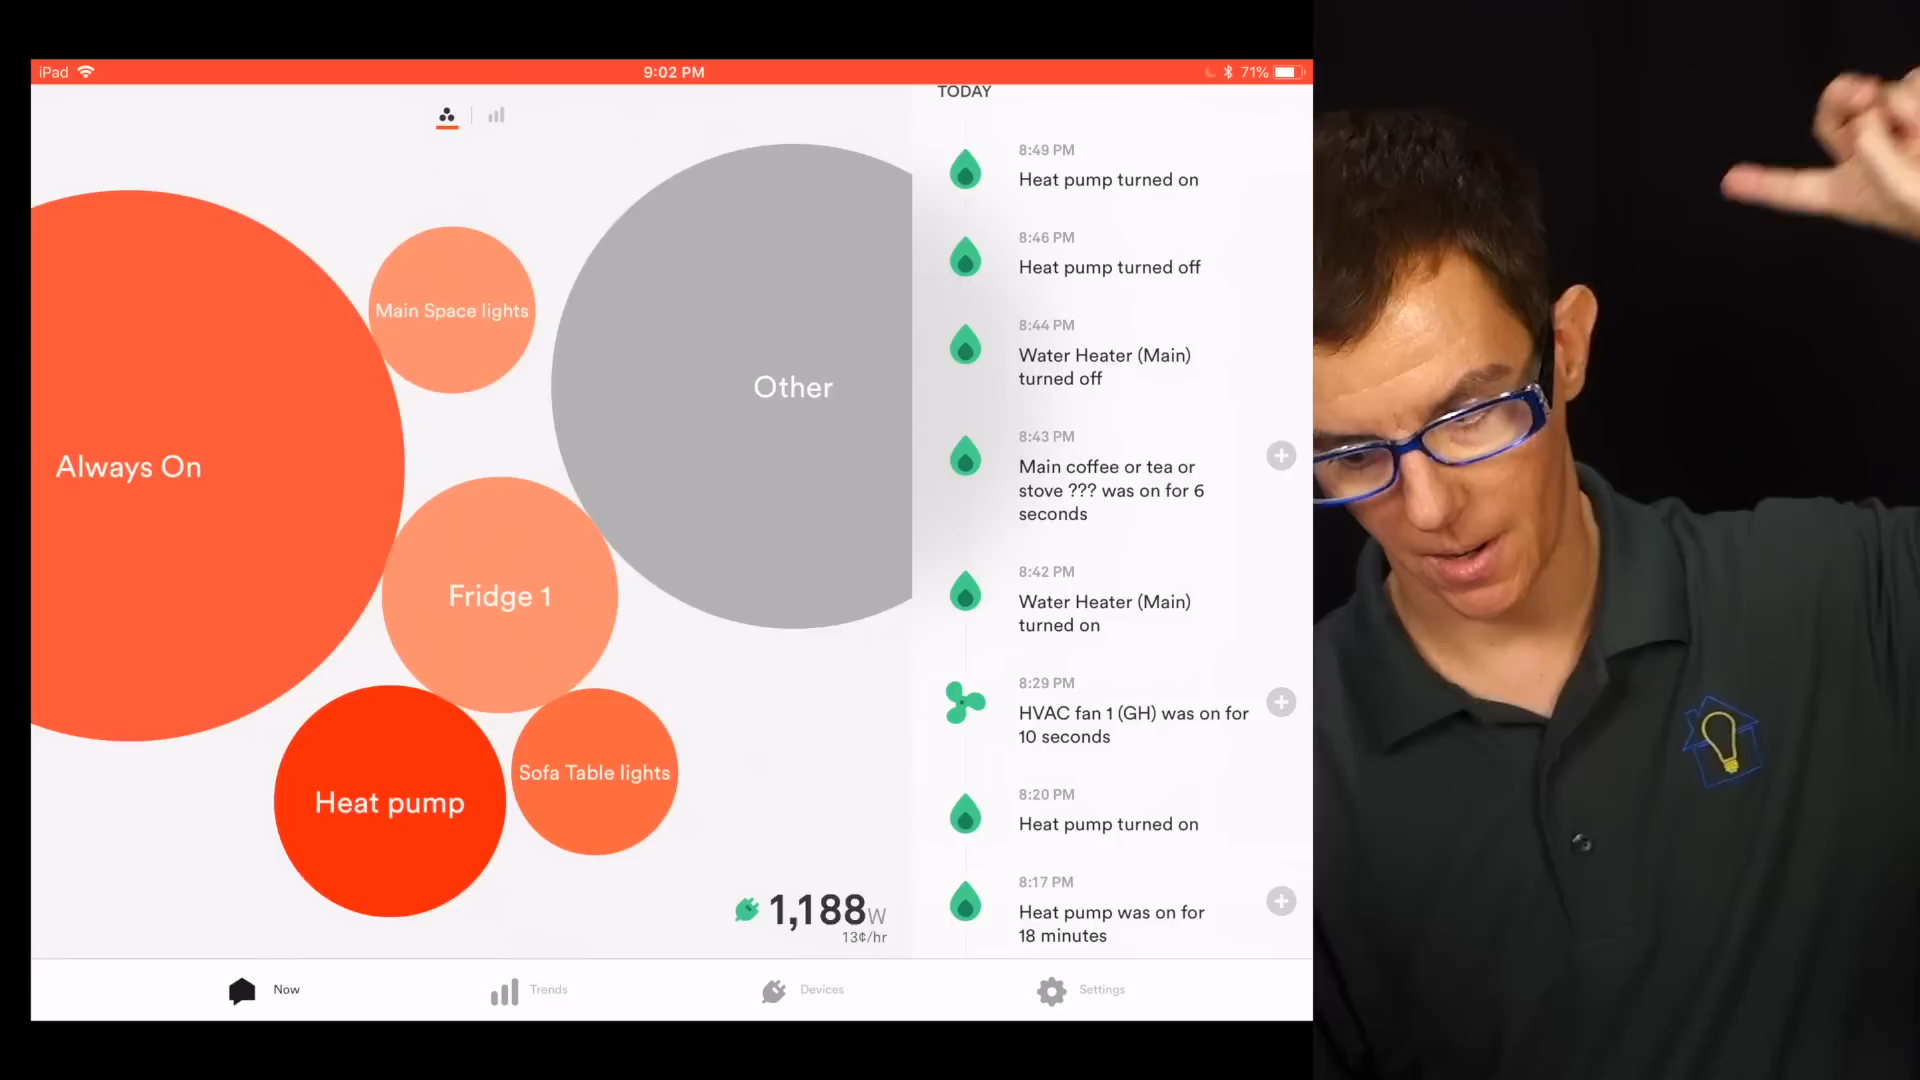 iPad
9:02 PM
71%
Main Space lights
Other
Always On
Fridge 1
Heat pump
Sofa Table lights
1,188W
13¢/hr
TODAY
8:49 PM
Heat pump turned on
8:46 PM
Heat pump turned off
8:44 PM
Water Heater (Main)
turned off
8:43 PM
Main coffee or tea or
stove ??? was on for 6
seconds
8:42 PM
Water Heater (Main)
turned on
8:29 PM
HVAC fan 1 (GH) was on for
10 seconds
8:20 PM
Heat pump turned on
8:17 PM
Heat pump was on for
18 minutes
Now
Trends
Devices
Settings